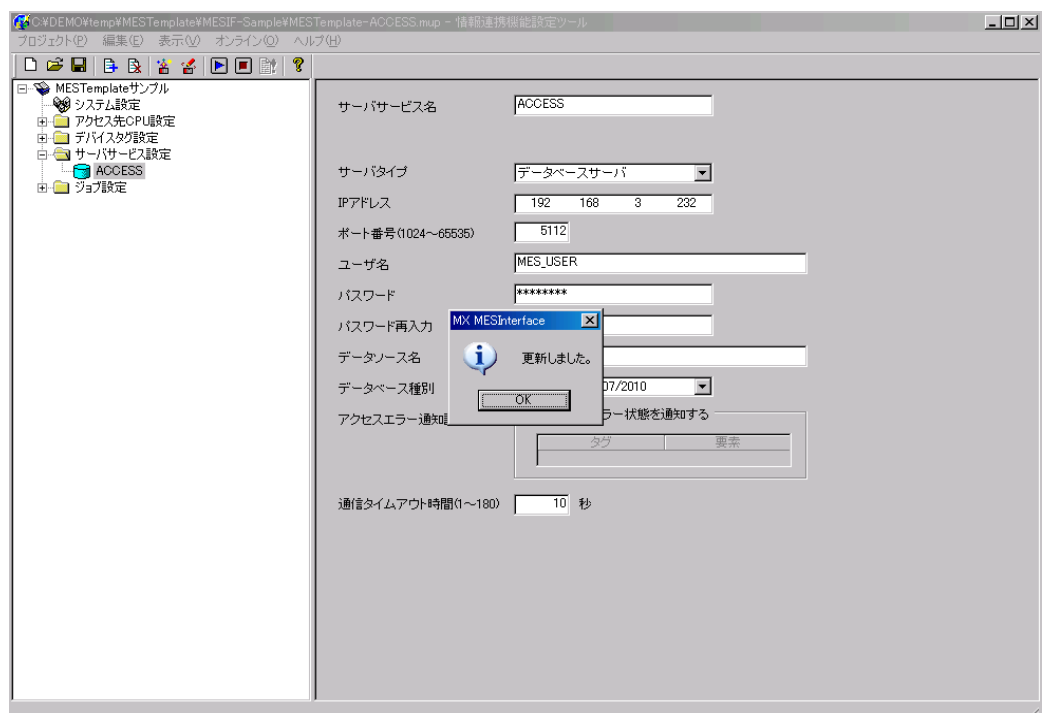 C:¥DEMO¥temp¥MESTemplate¥MESIF-Sample¥MESTemplate-ACCESS.mup - 情報連携機能設定ツール
プロジェクト(P) 編集(E) 表示(V) オンライン(O) ヘルプ(H)
MESTemplateサンプル
システム設定
アクセス先CPU設定
デバイスタグ設定
サーバサービス設定
ACCESS
ジョブ設定
サーバサービス名 ACCESS
サーバタイプ データベースサーバ
IPアドレス 192 168 3 232
ポート番号(1024~65535) 5112
ユーザ名 MES_USER
パスワード ********
パスワード再入力
データソース名
データベース種別 07/2010
アクセスエラー通知
ラー状態を通知する
タグ 要素
通信タイムアウト時間(1~180) 10 秒
MX MESInterface
更新しました。
OK